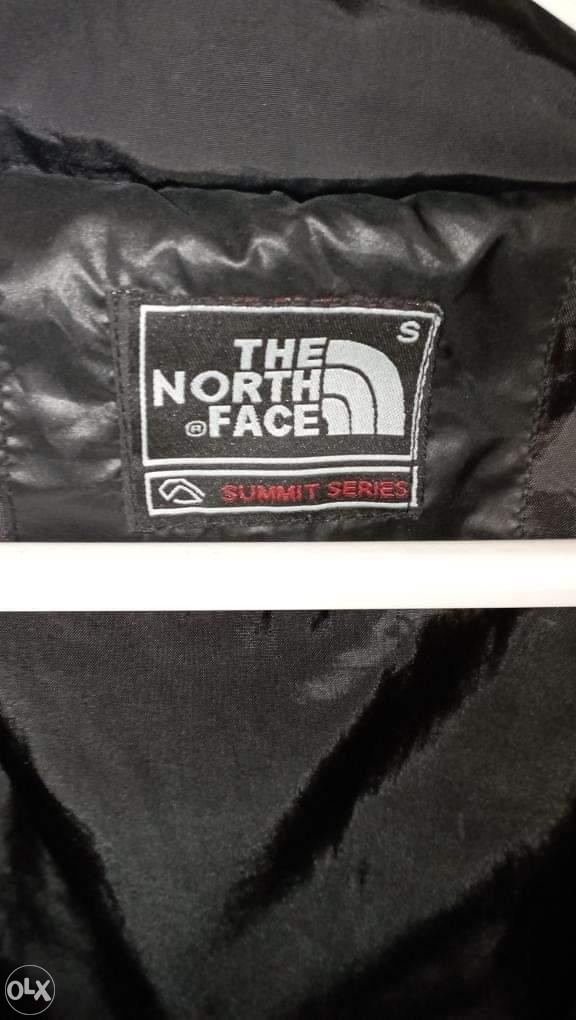 S
THE
NORTH
® FACE
SUMMIT SERIES
OLX